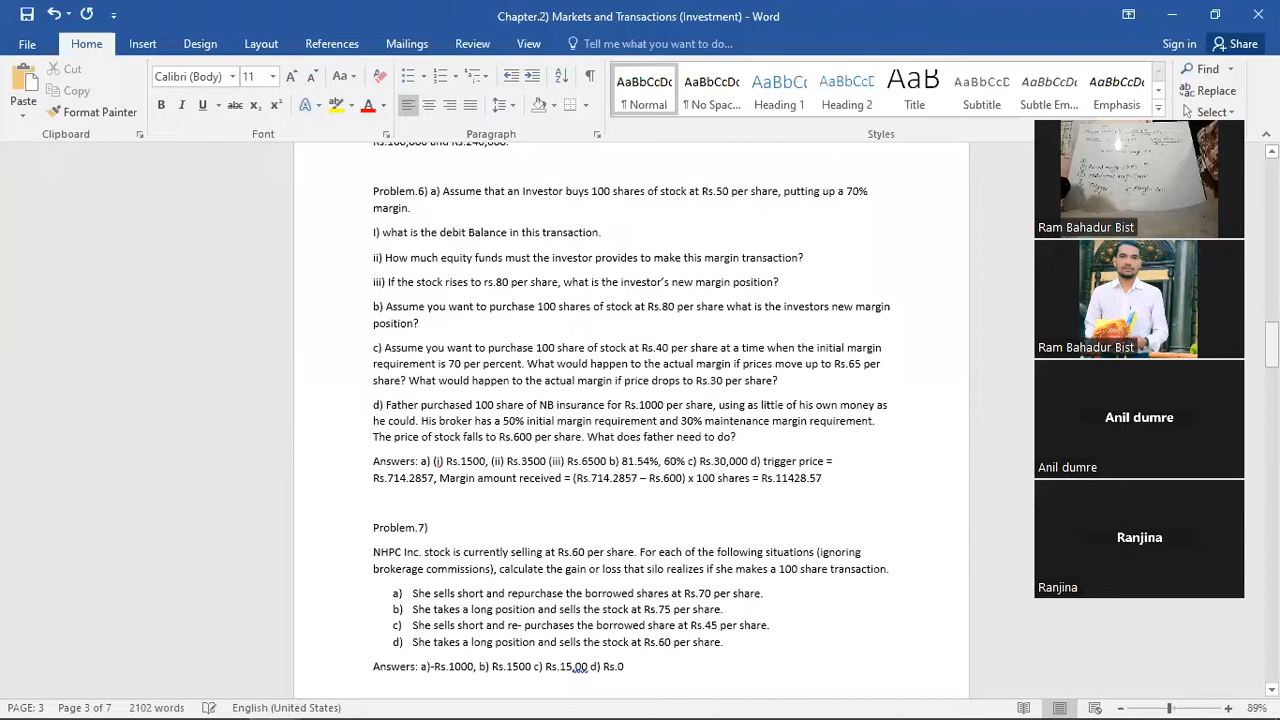 Chapter.2) Markets and Transactions (Investment) - Word
File Home Insert Design Layout References Mailings Review View Tell me what you want to do... Sign in Share
Cut
Copy
Format Painter
Paste
Clipboard
Calibri (Body) 11
Font
Paragraph
AaBbCcDc AaBbCcDc AaBbCc AaBbCcC AaB AaBbCcD AaBbCcDc AaBbCcDc
¶ Normal ¶ No Spac... Heading 1 Heading 2 Title Subtitle Subtle Em... Emphasis
Styles
Find
Replace
Select
Rs.160,000 and Rs.240,000.
Problem.6) a) Assume that an Investor buys 100 shares of stock at Rs.50 per share, putting up a 70%
margin.
I) what is the debit Balance in this transaction.
ii) How much equity funds must the investor provides to make this margin transaction?
iii) If the stock rises to rs.80 per share, what is the investor's new margin position?
b) Assume you want to purchase 100 shares of stock at Rs.80 per share what is the investors new margin
position?
c) Assume you want to purchase 100 share of stock at Rs.40 per share at a time when the initial margin
requirement is 70 per percent. What would happen to the actual margin if prices move up to Rs.65 per
share? What would happen to the actual margin if price drops to Rs.30 per share?
d) Father purchased 100 share of NB insurance for Rs.1000 per share, using as little of his own money as
he could. His broker has a 50% initial margin requirement and 30% maintenance margin requirement.
The price of stock falls to Rs.600 per share. What does father need to do?
Answers: a) (i) Rs.1500, (ii) Rs.3500 (iii) Rs.6500 b) 81.54%, 60% c) Rs.30,000 d) trigger price =
Rs.714.2857, Margin amount received = (Rs.714.2857 – Rs.600) x 100 shares = Rs.11428.57
Problem.7)
NHPC Inc. stock is currently selling at Rs.60 per share. For each of the following situations (ignoring
brokerage commissions), calculate the gain or loss that silo realizes if she makes a 100 share transaction.
a) She sells short and repurchase the borrowed shares at Rs.70 per share.
b) She takes a long position and sells the stock at Rs.75 per share.
c) She sells short and re- purchases the borrowed share at Rs.45 per share.
d) She takes a long position and sells the stock at Rs.60 per share.
Answers: a)-Rs.1000, b) Rs.1500 c) Rs.15,00 d) Rs.0
Ram Bahadur Bist
Ram Bahadur Bist
Anil dumre
Anil dumre
Ranjina
Ranjina
PAGE: 3 Page 3 of 7 2102 words English (United States) 89%